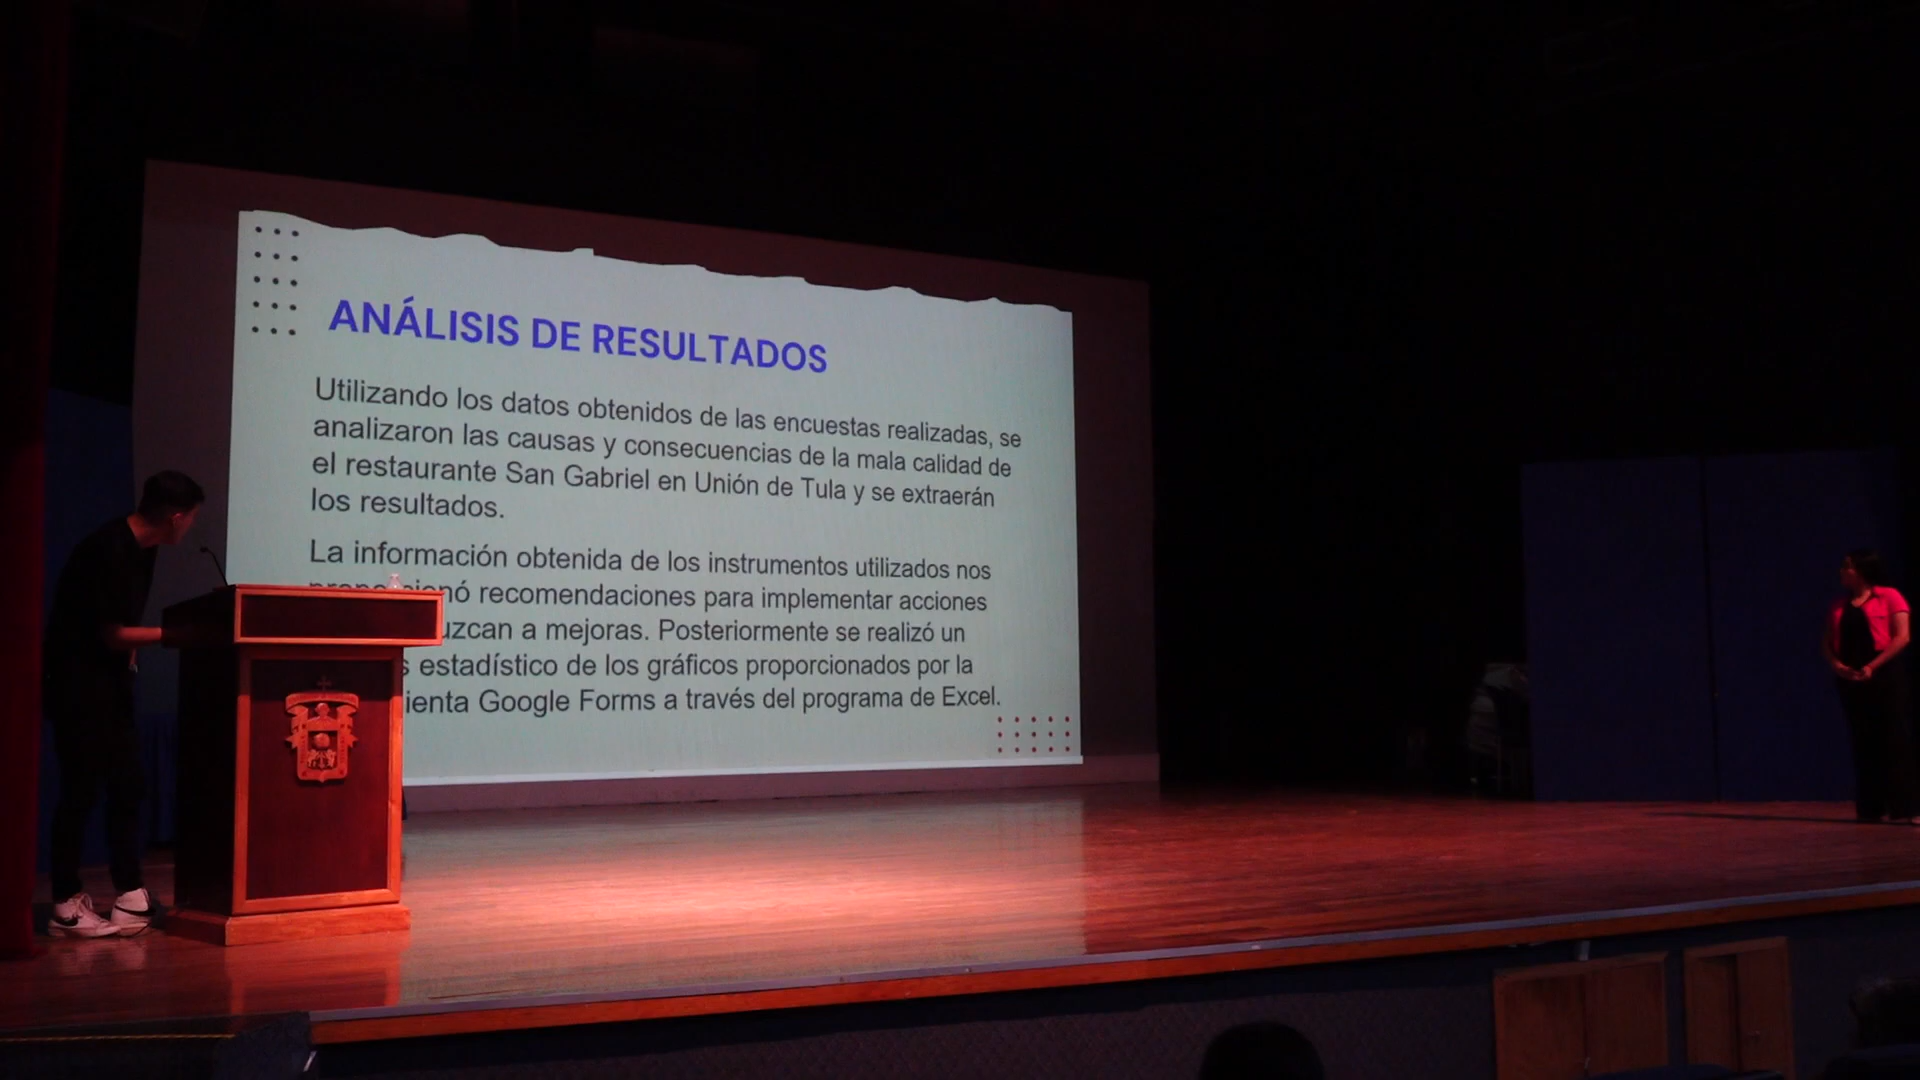 ANÁLISIS DE RESULTADOS
Utilizando los datos obtenidos de las encuestas realizadas, se
analizaron las causas y consecuencias de la mala calidad de
el restaurante San Gabriel en Unión de Tula y se extraerán
los resultados.
La información obtenida de los instrumentos utilizados nos
recomendaciones para implementar acciones
a mejoras. Posteriormente se realizó un
estadístico de los gráficos proporcionados por la
Google Forms a través del programa de Excel.